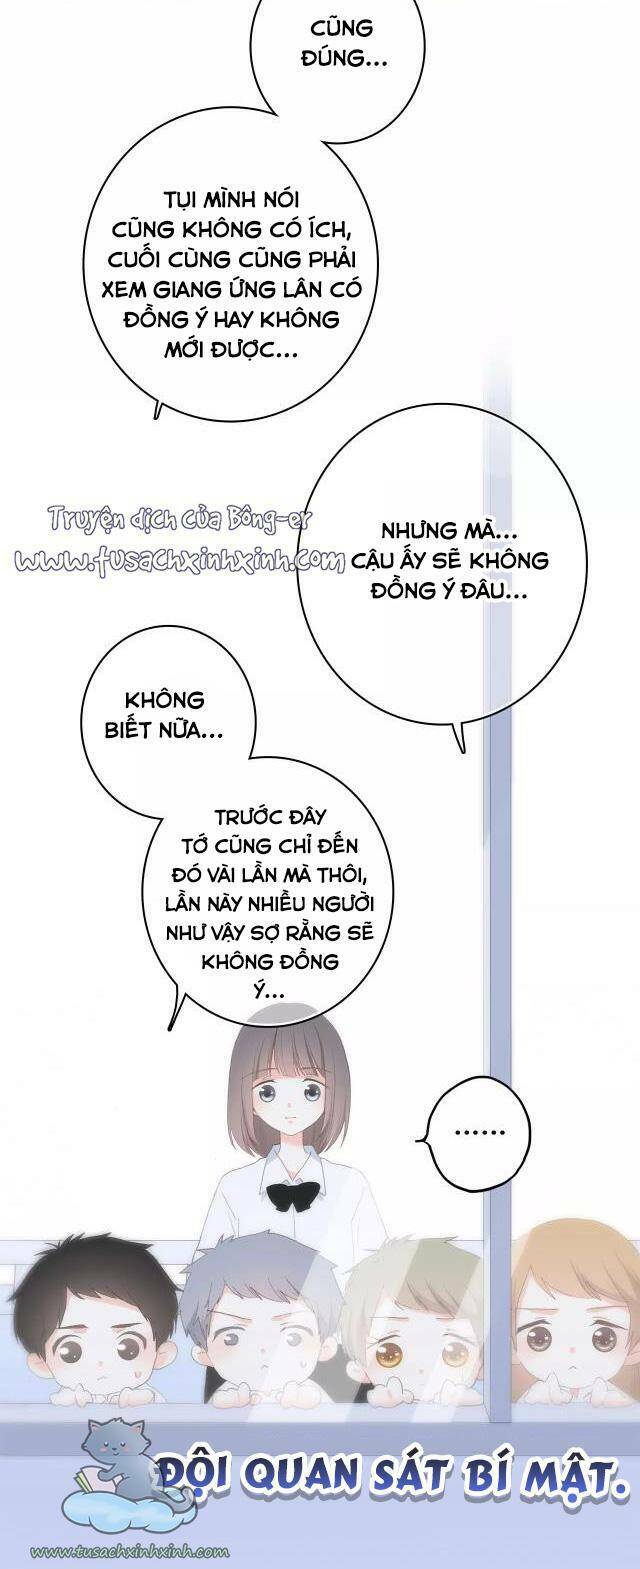 CŨNG
ĐÚNG...
TỤI MÌNH NÓI
CŨNG KHÔNG CÓ ÍCH,
CUỐI CÙNG CŨNG PHẢI
XEM GIANG ỨNG LÂN CÓ
ĐỒNG Ý HAY KHÔNG
MỚI ĐƯỢC...
Truyện dịch của Bông-er
www.tusachxinhxinh.com
NHƯNG MÀ...
CẬU ẤY SẼ KHÔNG
ĐỒNG Ý ĐÂU...
KHÔNG
BIẾT NỮA...
TRƯỚC ĐÂY
TỚ CŨNG CHỈ ĐẾN
ĐÓ VÀI LẦN MÀ THÔI,
LẦN NÀY NHIỀU NGƯỜI
NHƯ VẬY SỢ RẰNG SẼ
KHÔNG ĐỒNG
Ý...
......
ĐỘI QUAN SÁT BÍ MẬT.
www.tusachxinhxinh.com